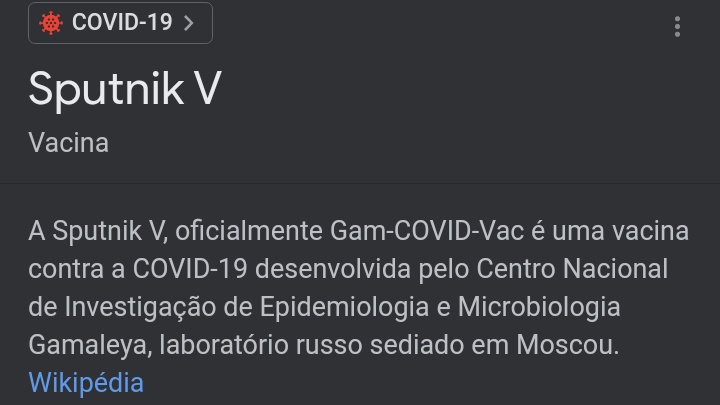 COVID-19
Sputnik V
Vacina
A Sputnik V, oficialmente Gam-COVID-Vac é uma vacina
contra a COVID-19 desenvolvida pelo Centro Nacional
de Investigação de Epidemiologia e Microbiologia
Gamaleya, laboratório russo sediado em Moscou.
Wikipédia